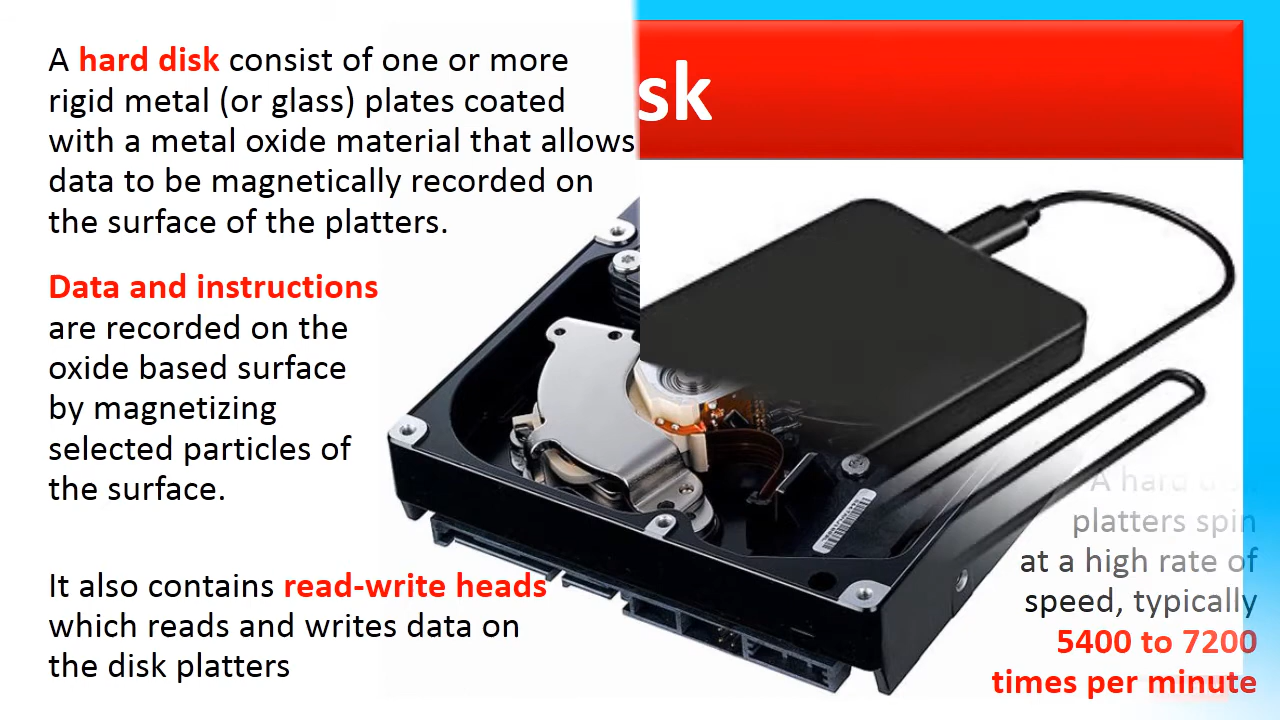 A hard disk consist of one or more
rigid metal (or glass) plates coated
with a metal oxide material that allows
data to be magnetically recorded on
the surface of the platters.
sk
Data and instructions
are recorded on the
oxide based surface
by magnetizing
selected particles of
the surface.
It also contains read-write heads
which reads and writes data on
the disk platters
A hard disk
platters spin
at a high rate of
speed, typically
5400 to 7200
times per minute